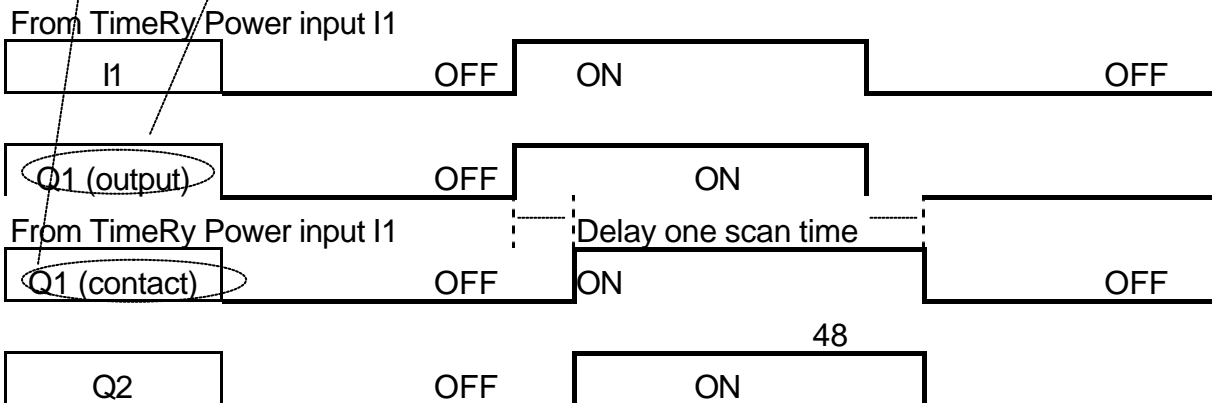 From TimeRy Power input I1
I1 OFF ON OFF
Q1 (output) OFF ON
From TimeRy Power input I1 Delay one scan time
Q1 (contact) OFF ON OFF
48
Q2 OFF ON